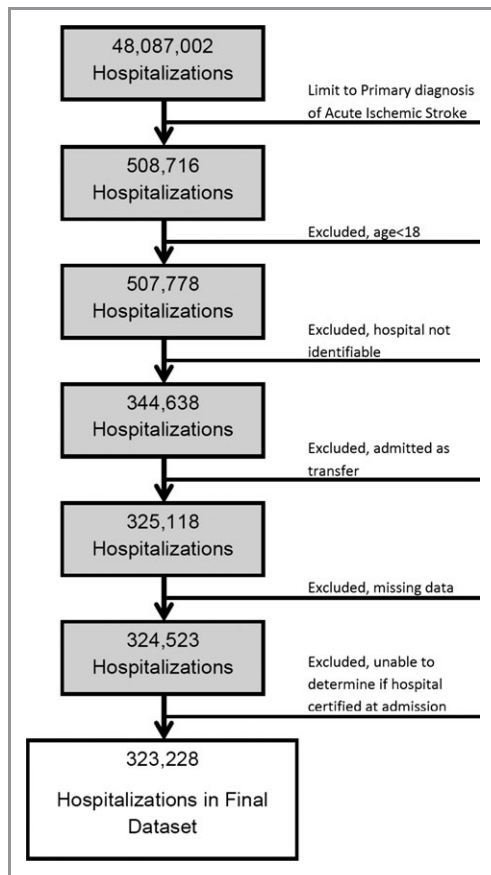 48,087,002
Hospitalizations
Limit to Primary diagnosis
of Acute Ischemic Stroke
508,716
Hospitalizations
Excluded, age<18
507,778
Hospitalizations
Excluded, hospital not
identifiable
344,638
Hospitalizations
Excluded, admitted as
transfer
325,118
Hospitalizations
Excluded, missing data
324,523
Hospitalizations
Excluded, unable to
determine if hospital
certified at admission
323,228
Hospitalizations in Final
Dataset